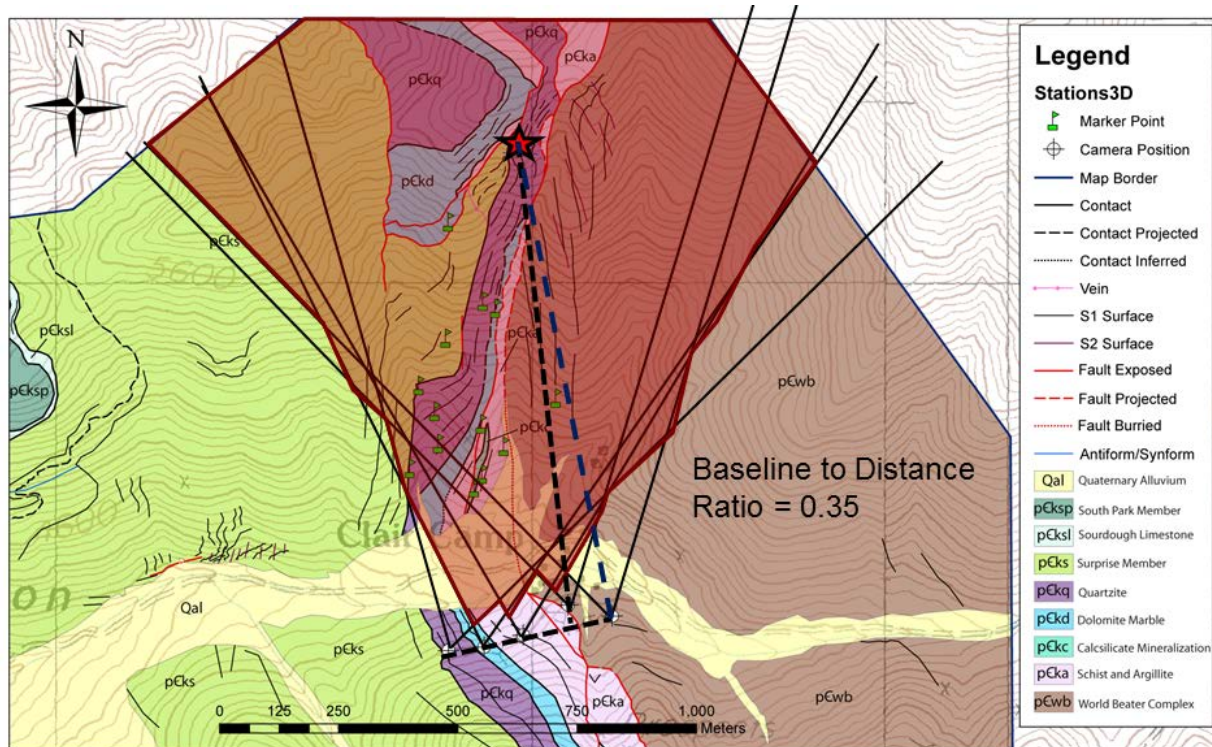 N
pЄkq
pЄkq
pЄka
pЄkd
pЄks
5600
pЄksl
pЄksp
pЄka
pЄwb
Baseline to Distance
Ratio = 0.35
Clair Camp
on
Qal
pЄks
pЄks
pЄkq
pЄka
pЄwb
pЄwb
0 125 250 500 750 1,000
Meters
Legend
Stations3D
Marker Point
Camera Position
Map Border
Contact
Contact Projected
Contact Inferred
Vein
S1 Surface
S2 Surface
Fault Exposed
Fault Projected
Fault Burried
Antiform/Synform
Qal Quaternary Alluvium
pЄksp South Park Member
pЄksl Sourdough Limestone
pЄks Surprise Member
pЄkq Quartzite
pЄkd Dolomite Marble
pЄkc Calcsilicate Mineralization
pЄka Schist and Argillite
pЄwb World Beater Complex